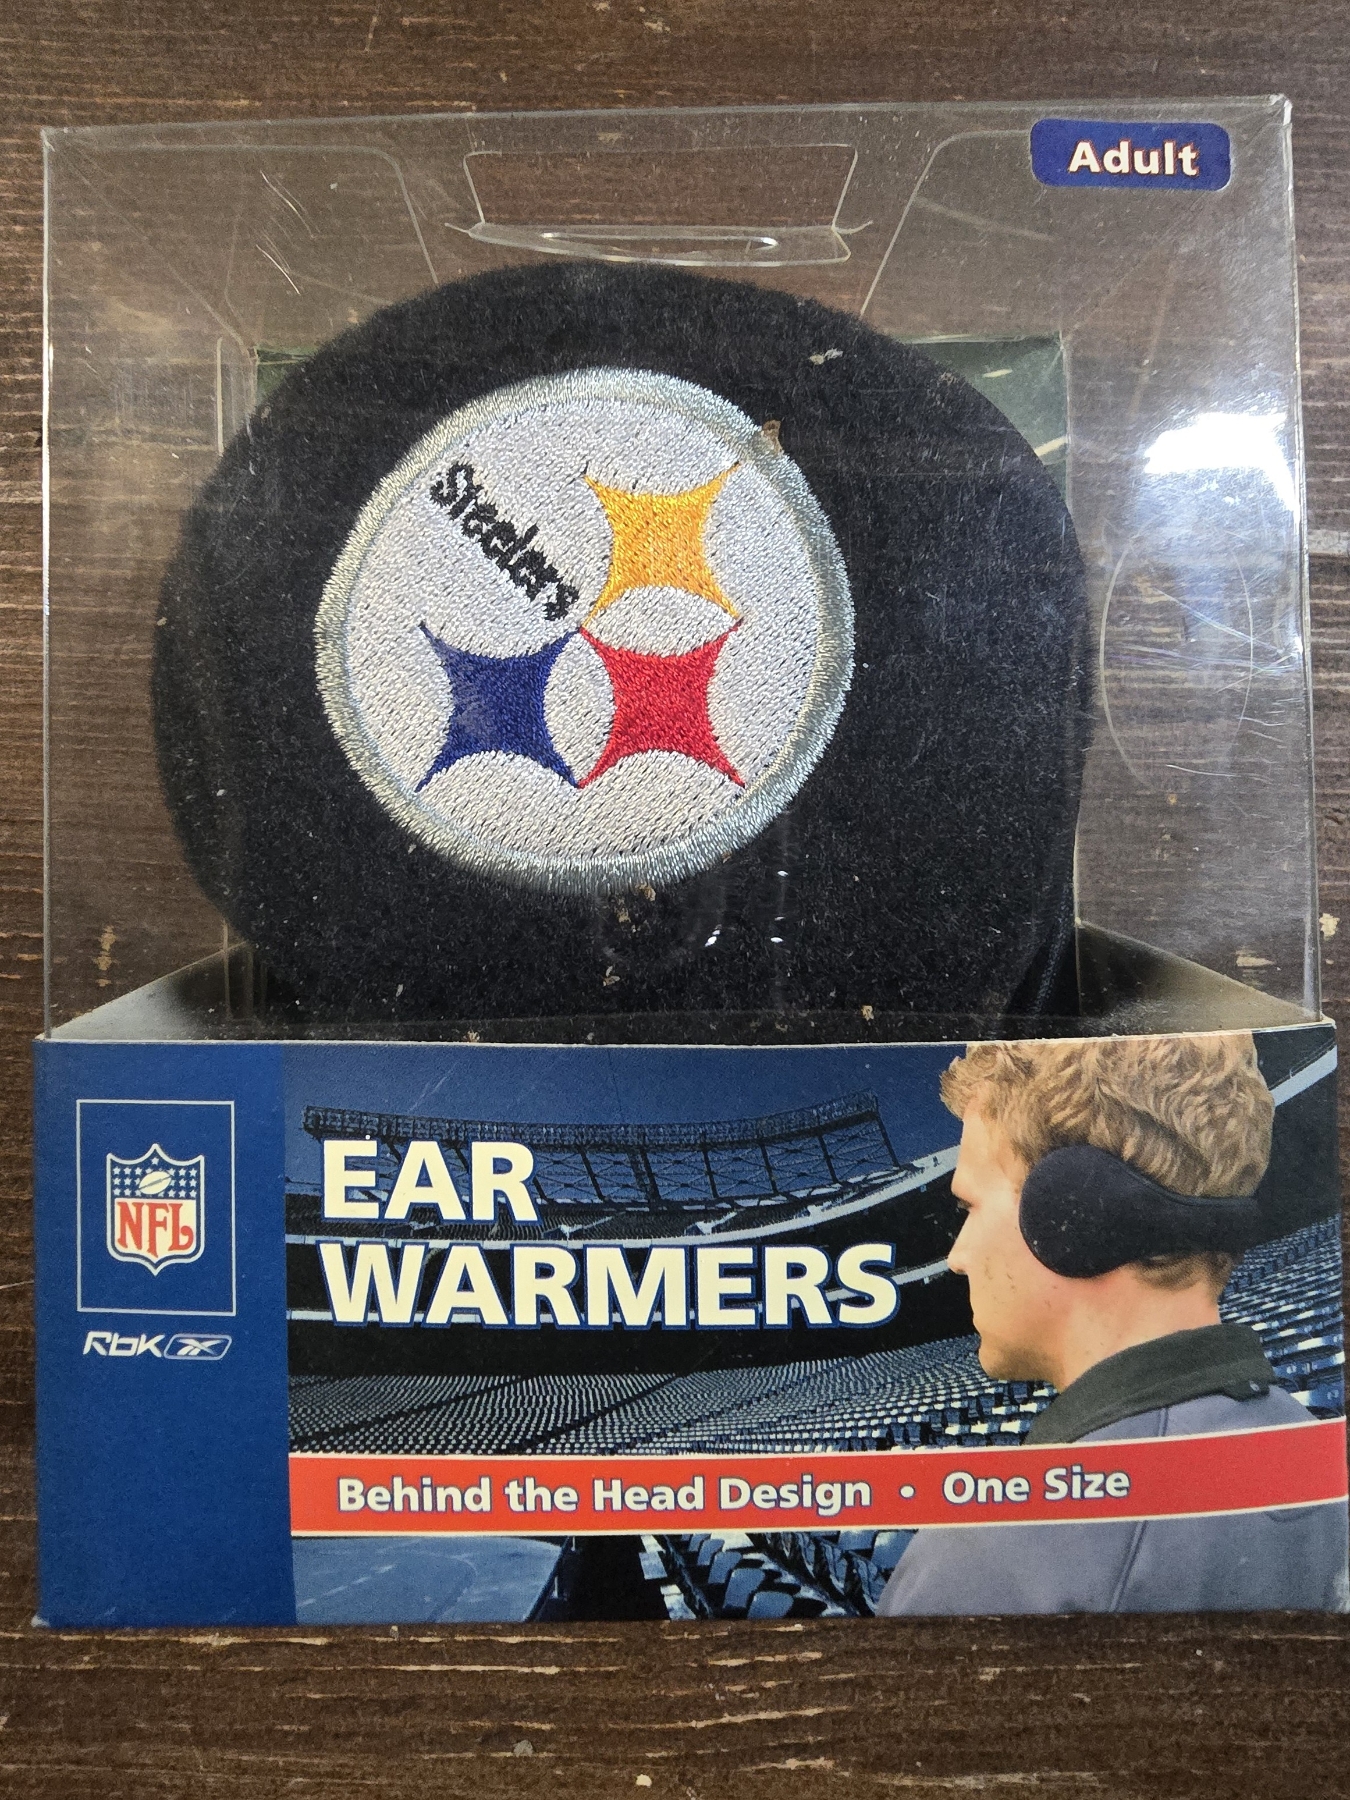 Adult
Steelers
EAR
WARMERS
NFL
RbK
Behind the Head Design • One Size